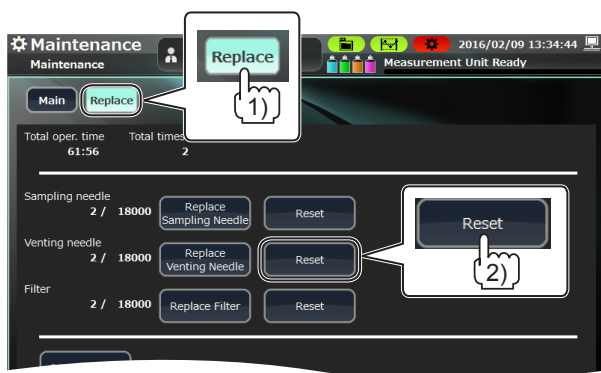 Maintenance
Maintenance
Replace
2016/02/09 13:34:44
Measurement Unit Ready
Main
Replace
1)
Total oper. time
Total times
61:56
2
Sampling needle
2 / 18000
Replace
Sampling Needle
Reset
Venting needle
2 / 18000
Replace
Venting Needle
Reset
Reset
2)
Filter
2 / 18000
Replace Filter
Reset